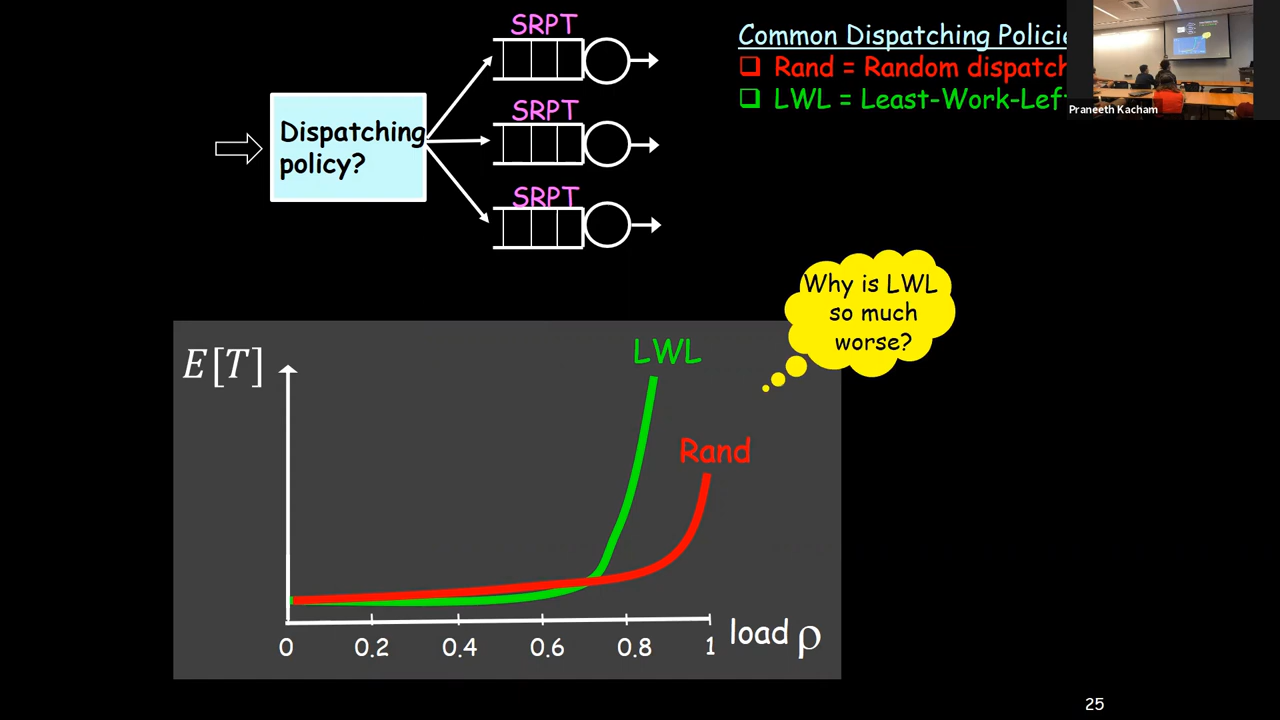 SRPT
SRPT
SRPT
Dispatching
policy?
Common Dispatching Policie
Rand = Random dispatch
LWL = Least-Work-Lef
Praneeth Kacham
Why is LWL
so much
worse?
E[T]
LWL
Rand
0 0.2 0.4 0.6 0.8 1
load ρ
25